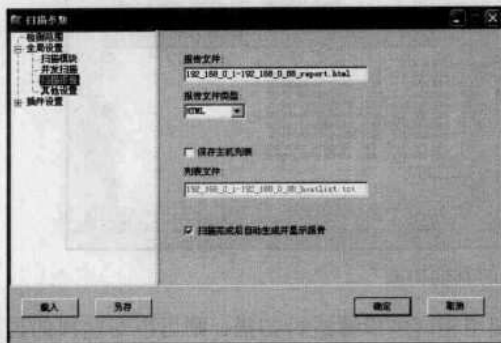 扫描参数
检测范围
全局设置
扫描模块
并发扫描
扫描报告
其他设置
插件设置
报告文件:
192_168_0_1-192_168_0_88_report.html
报告文件类型:
HTML
保存主机列表
列表文件:
192_168_0_1-192_168_0_88_hostlist.txt
扫描完成后自动生成并显示报告
载入
另存
确定
取消